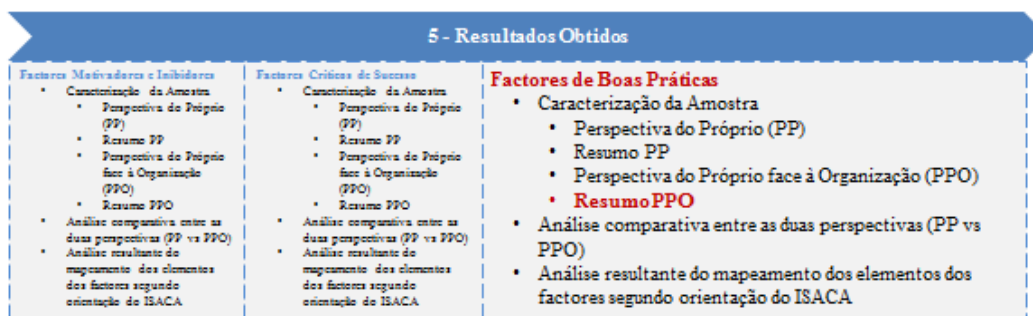 5 - Resultados Obtidos
Factores Motivadores e Inibidores
• Caracterização da Amostra
• Perspectiva do Próprio
(PP)
• Resumo PP
• Perspectiva do Próprio
face à Organização
(PPO)
• Resumo PPO
• Análise comparativa entre as
duas perspectivas (PP vs PPO)
• Análise resultante do
mapeamento dos elementos
dos factores segundo
orientação do ISACA
Factores Críticos de Sucesso
• Caracterização da Amostra
• Perspectiva do Próprio
(PP)
• Resumo PP
• Perspectiva do Próprio
face à Organização
(PPO)
• Resumo PPO
• Análise comparativa entre as
duas perspectivas (PP vs PPO)
• Análise resultante do
mapeamento dos elementos
dos factores segundo
orientação do ISACA
Factores de Boas Práticas
• Caracterização da Amostra
• Perspectiva do Próprio (PP)
• Resumo PP
• Perspectiva do Próprio face à Organização (PPO)
• Resumo PPO
• Análise comparativa entre as duas perspectivas (PP vs
PPO)
• Análise resultante do mapeamento dos elementos dos
factores segundo orientação do ISACA